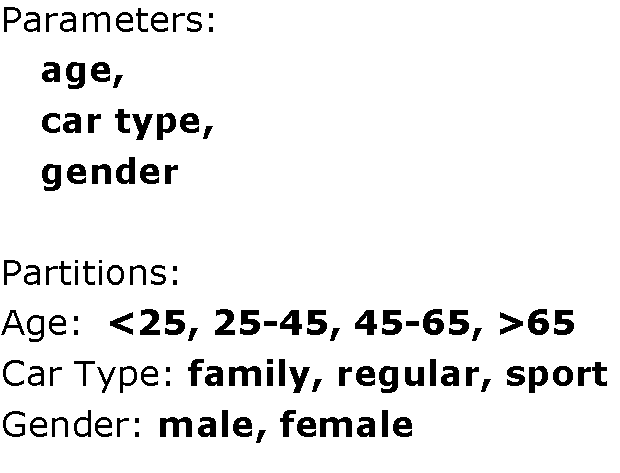 Parameters:
age,
car type,
gender
Partitions:
Age: <25, 25-45, 45-65, >65
Car Type: family, regular, sport
Gender: male, female